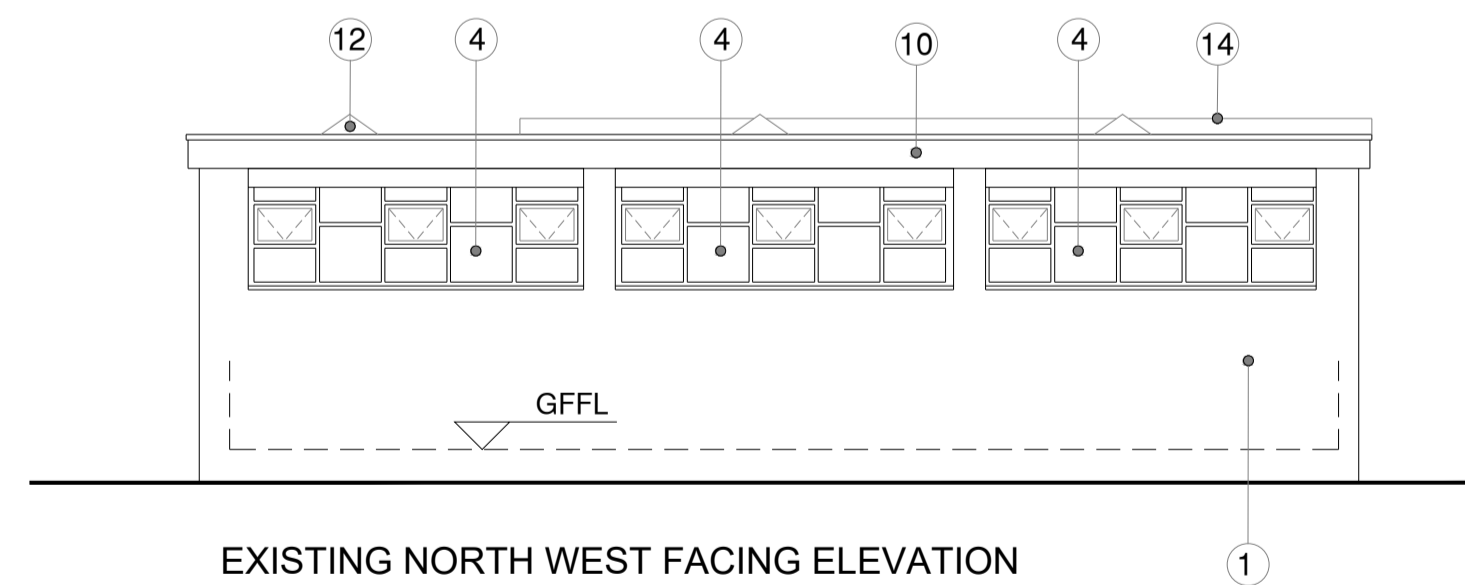 12 4 4 10 4 14
GFFL
EXISTING NORTH WEST FACING ELEVATION
1